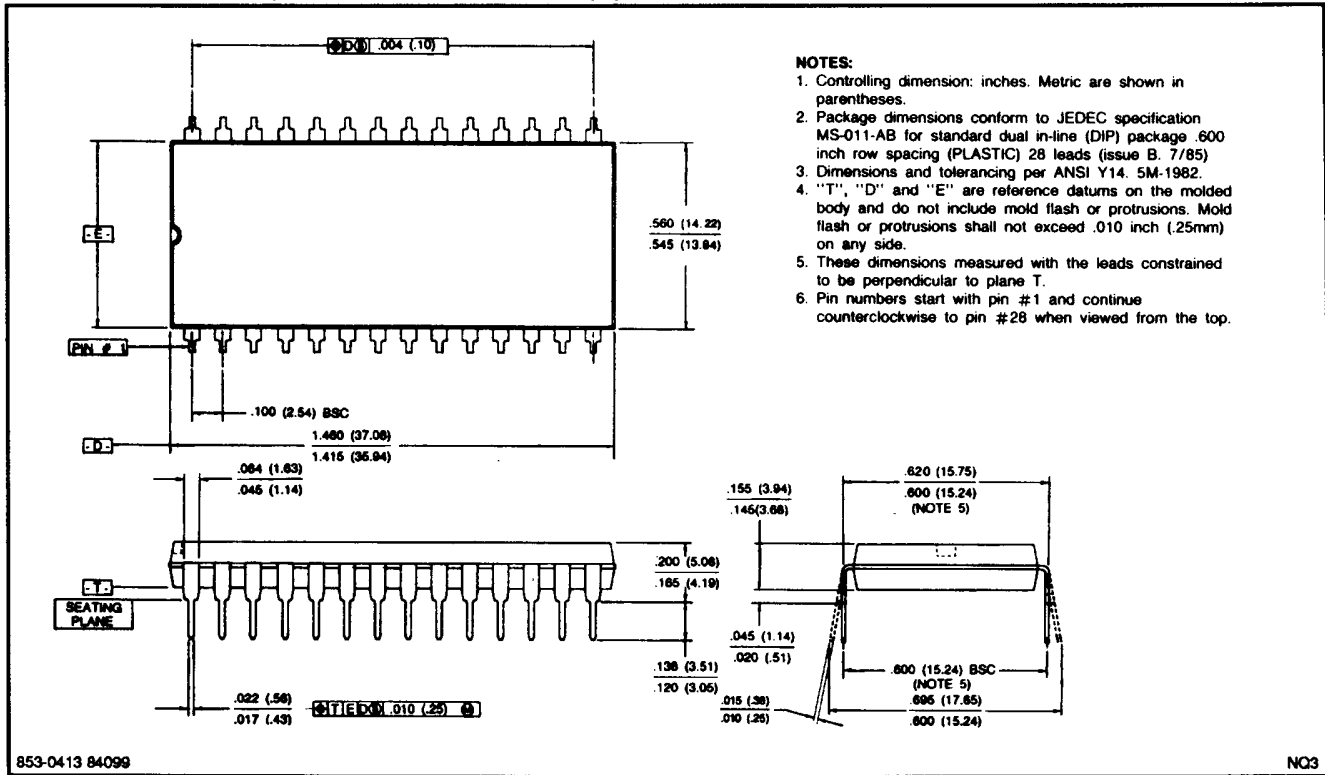 ⌖ D Ⓢ .004 (.10)
NOTES:
1. Controlling dimension: inches. Metric are shown in
parentheses.
2. Package dimensions conform to JEDEC specification
MS-011-AB for standard dual in-line (DIP) package .600
inch row spacing (PLASTIC) 28 leads (issue B. 7/85)
3. Dimensions and tolerancing per ANSI Y14. 5M-1982.
4. "T", "D" and "E" are reference datums on the molded
body and do not include mold flash or protrusions. Mold
flash or protrusions shall not exceed .010 inch (.25mm)
on any side.
5. These dimensions measured with the leads constrained
to be perpendicular to plane T.
6. Pin numbers start with pin #1 and continue
counterclockwise to pin #28 when viewed from the top.
- E -
.560 (14.22)
.545 (13.84)
PIN # 1
.100 (2.54) BSC
- D -
1.460 (37.08)
1.415 (35.94)
.064 (1.63)
.045 (1.14)
.155 (3.94)
.145(3.68)
.620 (15.75)
.600 (15.24)
(NOTE 5)
.200 (5.08)
.165 (4.19)
- T -
SEATING
PLANE
.045 (1.14)
.020 (.51)
.138 (3.51)
.120 (3.05)
.600 (15.24) BSC
(NOTE 5)
.015 (.38)
.010 (.25)
.695 (17.65)
.600 (15.24)
.022 (.56)
.017 (.43)
⌖ T E D Ⓢ .010 (.25) Ⓜ
853-0413 84099
NQ3